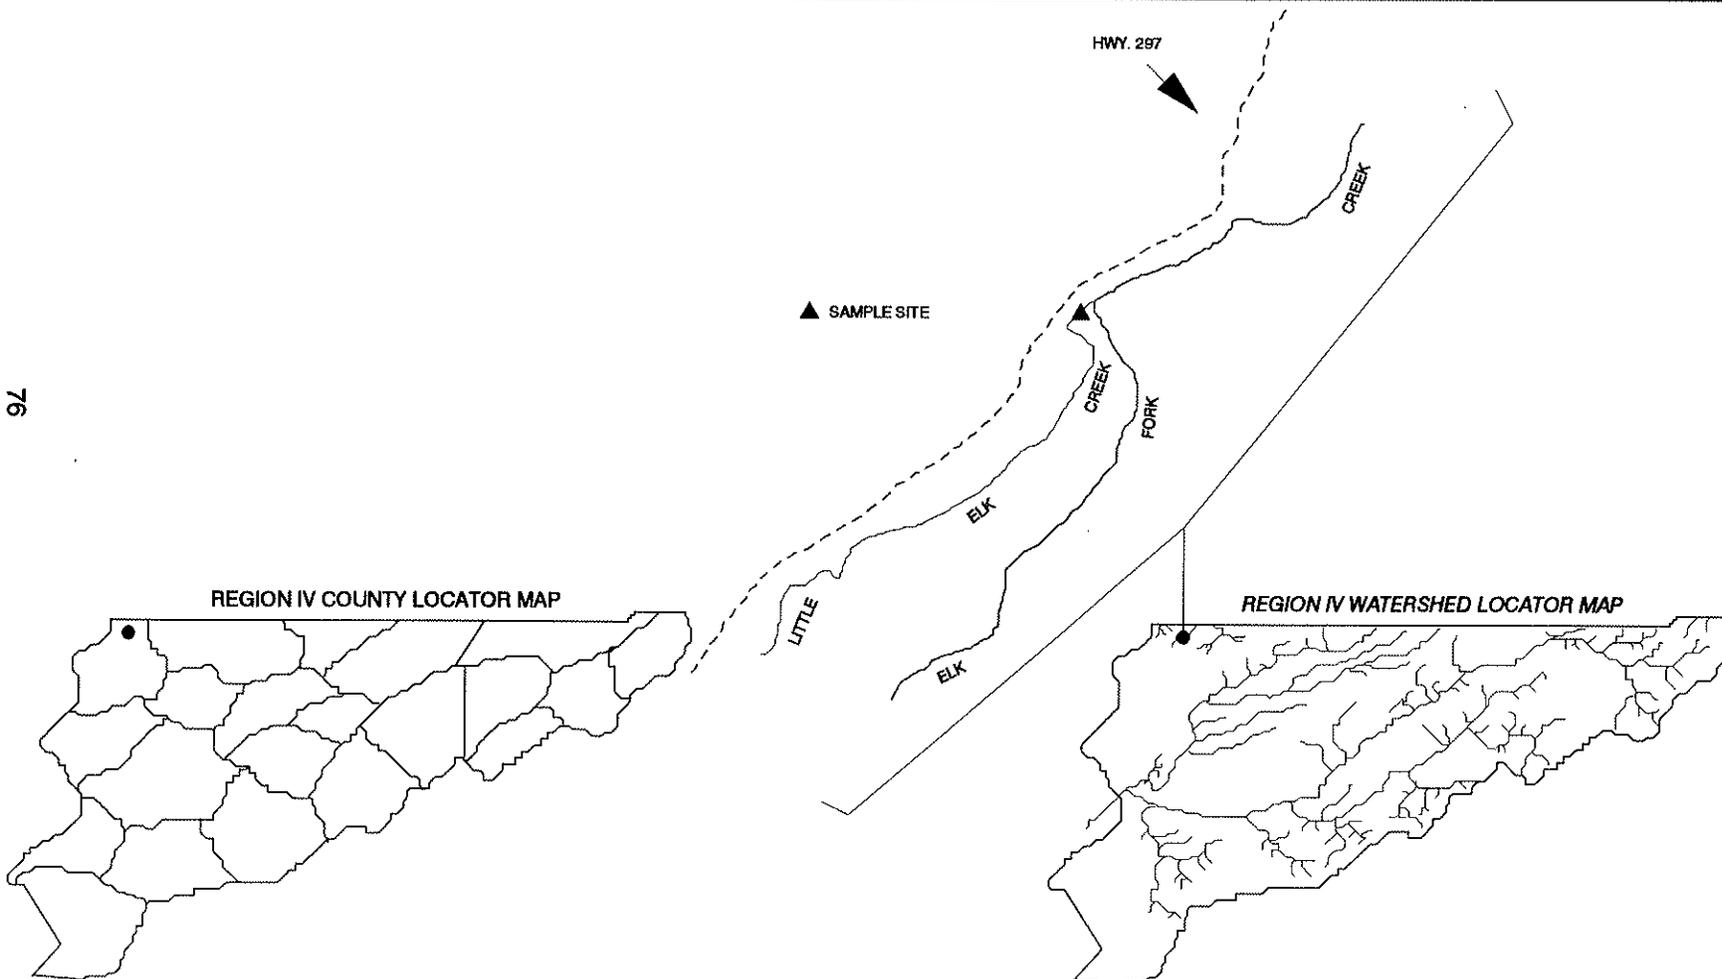 HWY. 297
CREEK
SAMPLE SITE
CREEK
FORK
76
ELK
LITTLE
ELK
REGION IV COUNTY LOCATOR MAP
REGION IV WATERSHED LOCATOR MAP